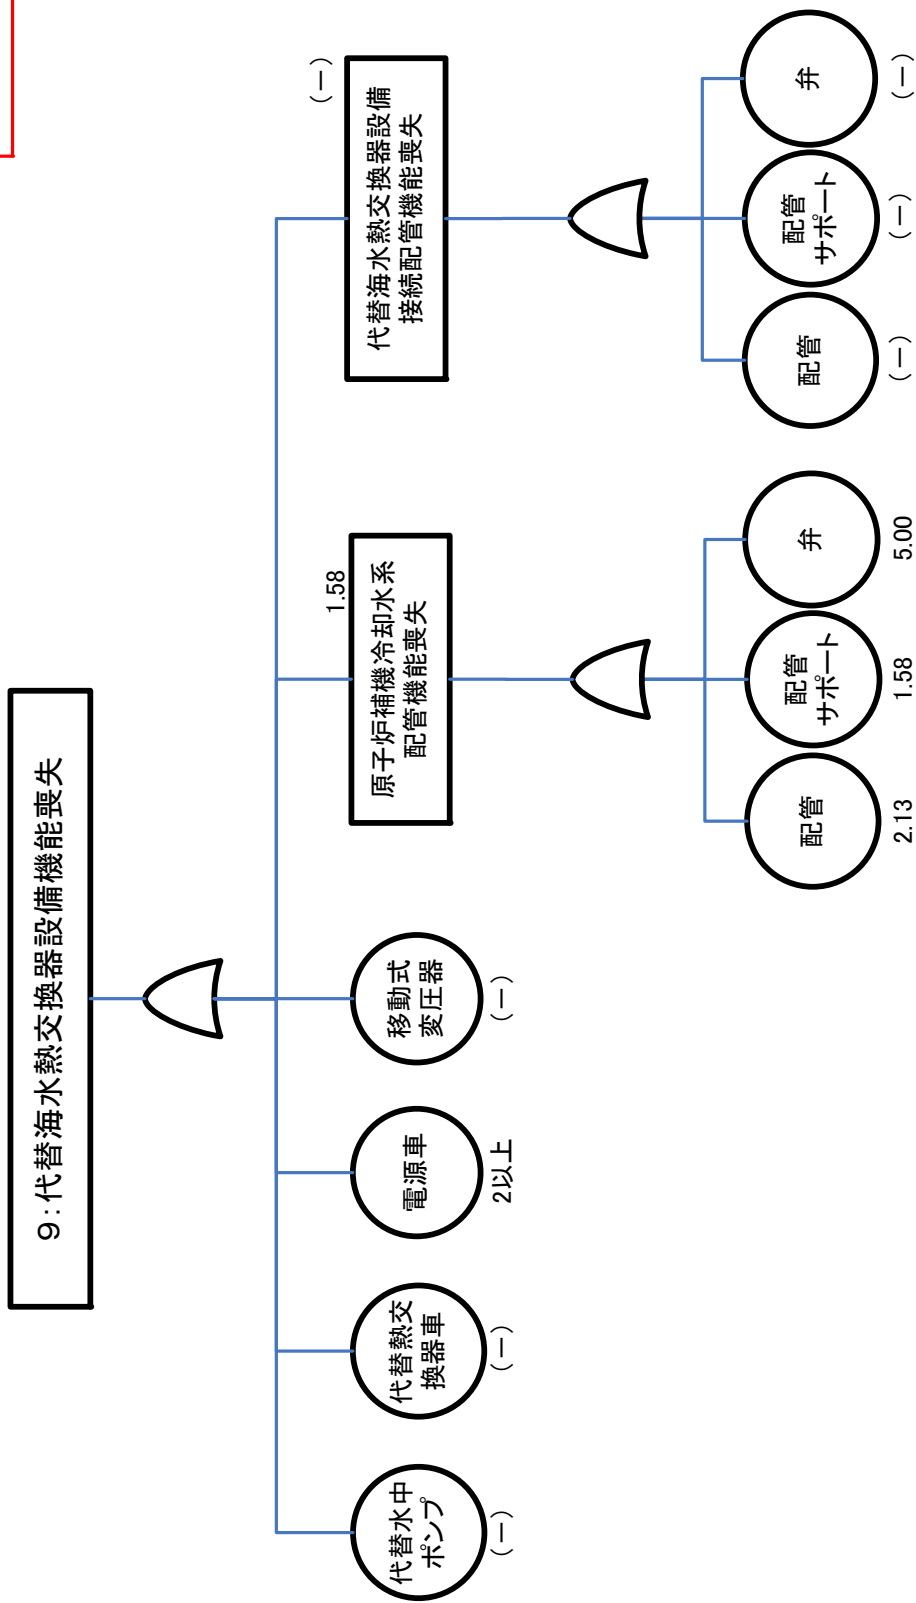 9:代替海水熱交換器設備機能喪失
代替水中
ポンプ
(－)
代替熱交
換器車
(－)
電源車
2以上
移動式
変圧器
(－)
1.58
原子炉補機冷却水系
配管機能喪失
配管
2.13
配管
サポート
1.58
弁
5.00
(－)
代替海水熱交換器設備
接続配管機能喪失
配管
(－)
配管
サポート
(－)
弁
(－)